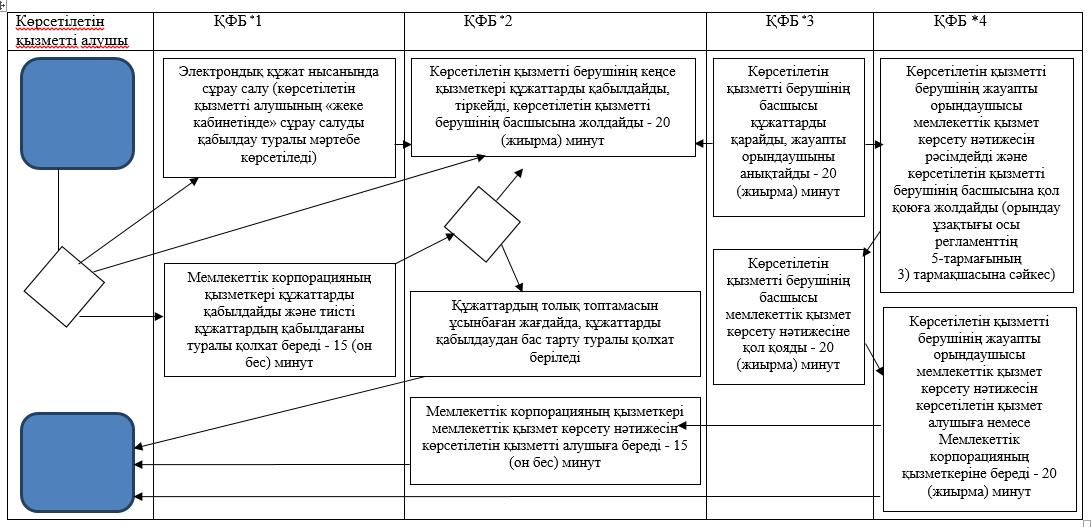 Көрсетілетін
қызметті алушы
ҚФБ *1
ҚФБ *2
ҚФБ *3
ҚФБ *4
Электрондық құжат нысанында
сұрау салу (көрсетілетін
қызметті алушының «жеке
кабинетінде» сұрау салуды
қабылдау туралы мәртебе
көрсетіледі)
Көрсетілетін қызметті берушінің кеңсе
қызметкері құжаттарды қабылдайды,
тіркейді, көрсетілетін қызметті
берушінің басшысына жолдайды - 20
(жиырма) минут
Көрсетілетін
қызметті берушінің
басшысы
құжаттарды
қарайды, жауапты
орындаушыны
анықтайды - 20
(жиырма) минут
Көрсетілетін қызметті
берушінің жауапты
орындаушысы
мемлекеттік қызмет
көрсету нәтижесін
рәсімдейді және
көрсетілетін қызметті
берушінің басшысына қол
қоюға жолдайды (орындау
ұзақтығы осы
регламенттің
5-тармағының
3) тармақшасына сәйкес)
Мемлекеттік корпорацияның
қызметкері құжаттарды
қабылдайды және тиісті
құжаттардың қабылдағаны
туралы қолхат береді - 15 (он
бес) минут
Құжаттардың толық топтамасын
ұсынбаған жағдайда, құжаттарды
қабылдаудан бас тарту туралы қолхат
беріледі
Көрсетілетін
қызметті берушінің
басшысы
мемлекеттік қызмет
көрсету нәтижесіне
қол қояды - 20
(жиырма) минут
Көрсетілетін қызметті
берушінің жауапты
орындаушысы
мемлекеттік қызмет
көрсету нәтижесін
көрсетілетін қызмет
алушыға немесе
Мемлекеттік
корпорацияның
қызметкеріне береді - 20
(жиырма) минут
Мемлекеттік корпорацияның қызметкері
мемлекеттік қызмет көрсету нәтижесін
көрсетілетін қызметті алушыға береді - 15
(он бес) минут